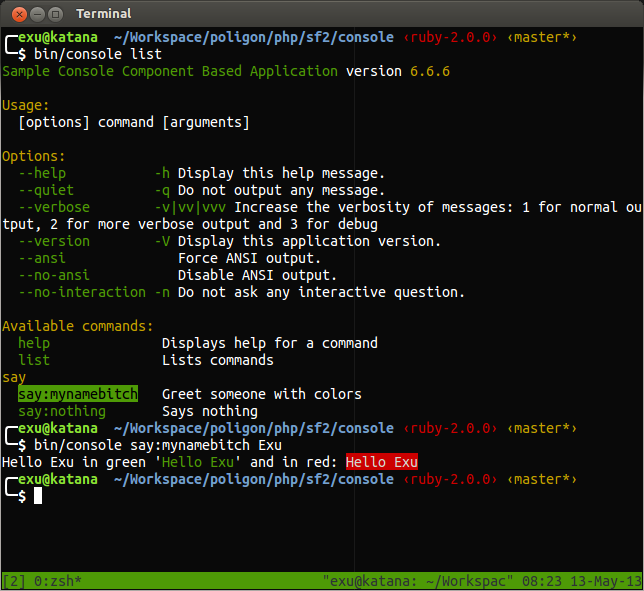 Terminal
exu@katana ~/Workspace/poligon/php/sf2/console ‹ruby-2.0.0› ‹master*›
$ bin/console list
Sample Console Component Based Application version 6.6.6
Usage:
[options] command [arguments]
Options:
--help -h Display this help message.
--quiet -q Do not output any message.
--verbose -v|vv|vvv Increase the verbosity of messages: 1 for normal ou
tput, 2 for more verbose output and 3 for debug
--version -V Display this application version.
--ansi Force ANSI output.
--no-ansi Disable ANSI output.
--no-interaction -n Do not ask any interactive question.
Available commands:
help Displays help for a command
list Lists commands
say
say:mynamebitch Greet someone with colors
say:nothing Says nothing
exu@katana ~/Workspace/poligon/php/sf2/console ‹ruby-2.0.0› ‹master*›
$ bin/console say:mynamebitch Exu
Hello Exu in green 'Hello Exu' and in red: Hello Exu
exu@katana ~/Workspace/poligon/php/sf2/console ‹ruby-2.0.0› ‹master*›
$
[2] 0:zsh* "exu@katana: ~/Workspac" 08:23 13-May-13